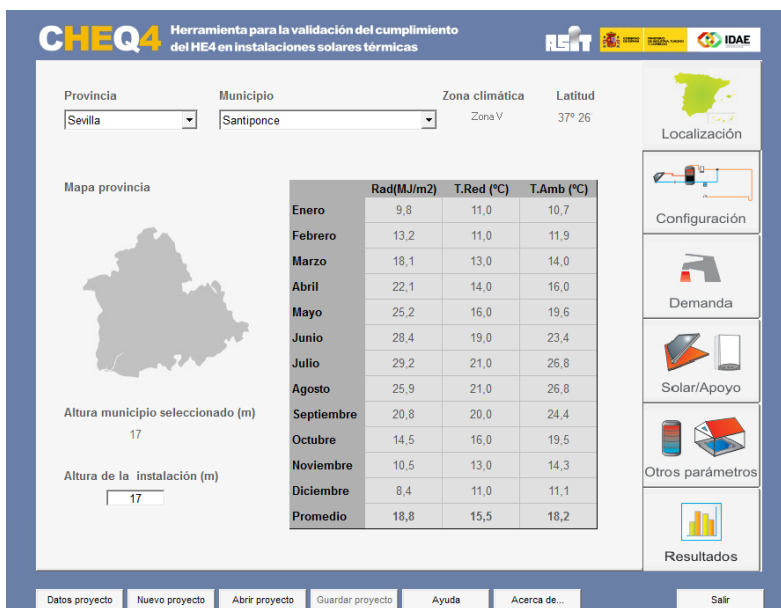 CHEQ4
Herramienta para la validación del cumplimiento
del HE4 en instalaciones solares térmicas
ASIT
IDAE
Provincia
Municipio
Zona climática
Latitud
Sevilla
Santiponce
Zona V
37º 26'
Localización
Mapa provincia
Rad(MJ/m2) T.Red (ºC) T.Amb (ºC)
Enero 9,8 11,0 10,7
Febrero 13,2 11,0 11,9
Marzo 18,1 13,0 14,0
Abril 22,1 14,0 16,0
Mayo 25,2 16,0 19,6
Junio 28,4 19,0 23,4
Julio 29,2 21,0 26,8
Agosto 25,9 21,0 26,8
Septiembre 20,8 20,0 24,4
Octubre 14,5 16,0 19,5
Noviembre 10,5 13,0 14,3
Diciembre 8,4 11,0 11,1
Promedio 18,8 15,5 18,2
Configuración
Demanda
Solar/Apoyo
Otros parámetros
Resultados
Altura municipio seleccionado (m)
17
Altura de la instalación (m)
17
Datos proyecto
Nuevo proyecto
Abrir proyecto
Guardar proyecto
Ayuda
Acerca de...
Salir